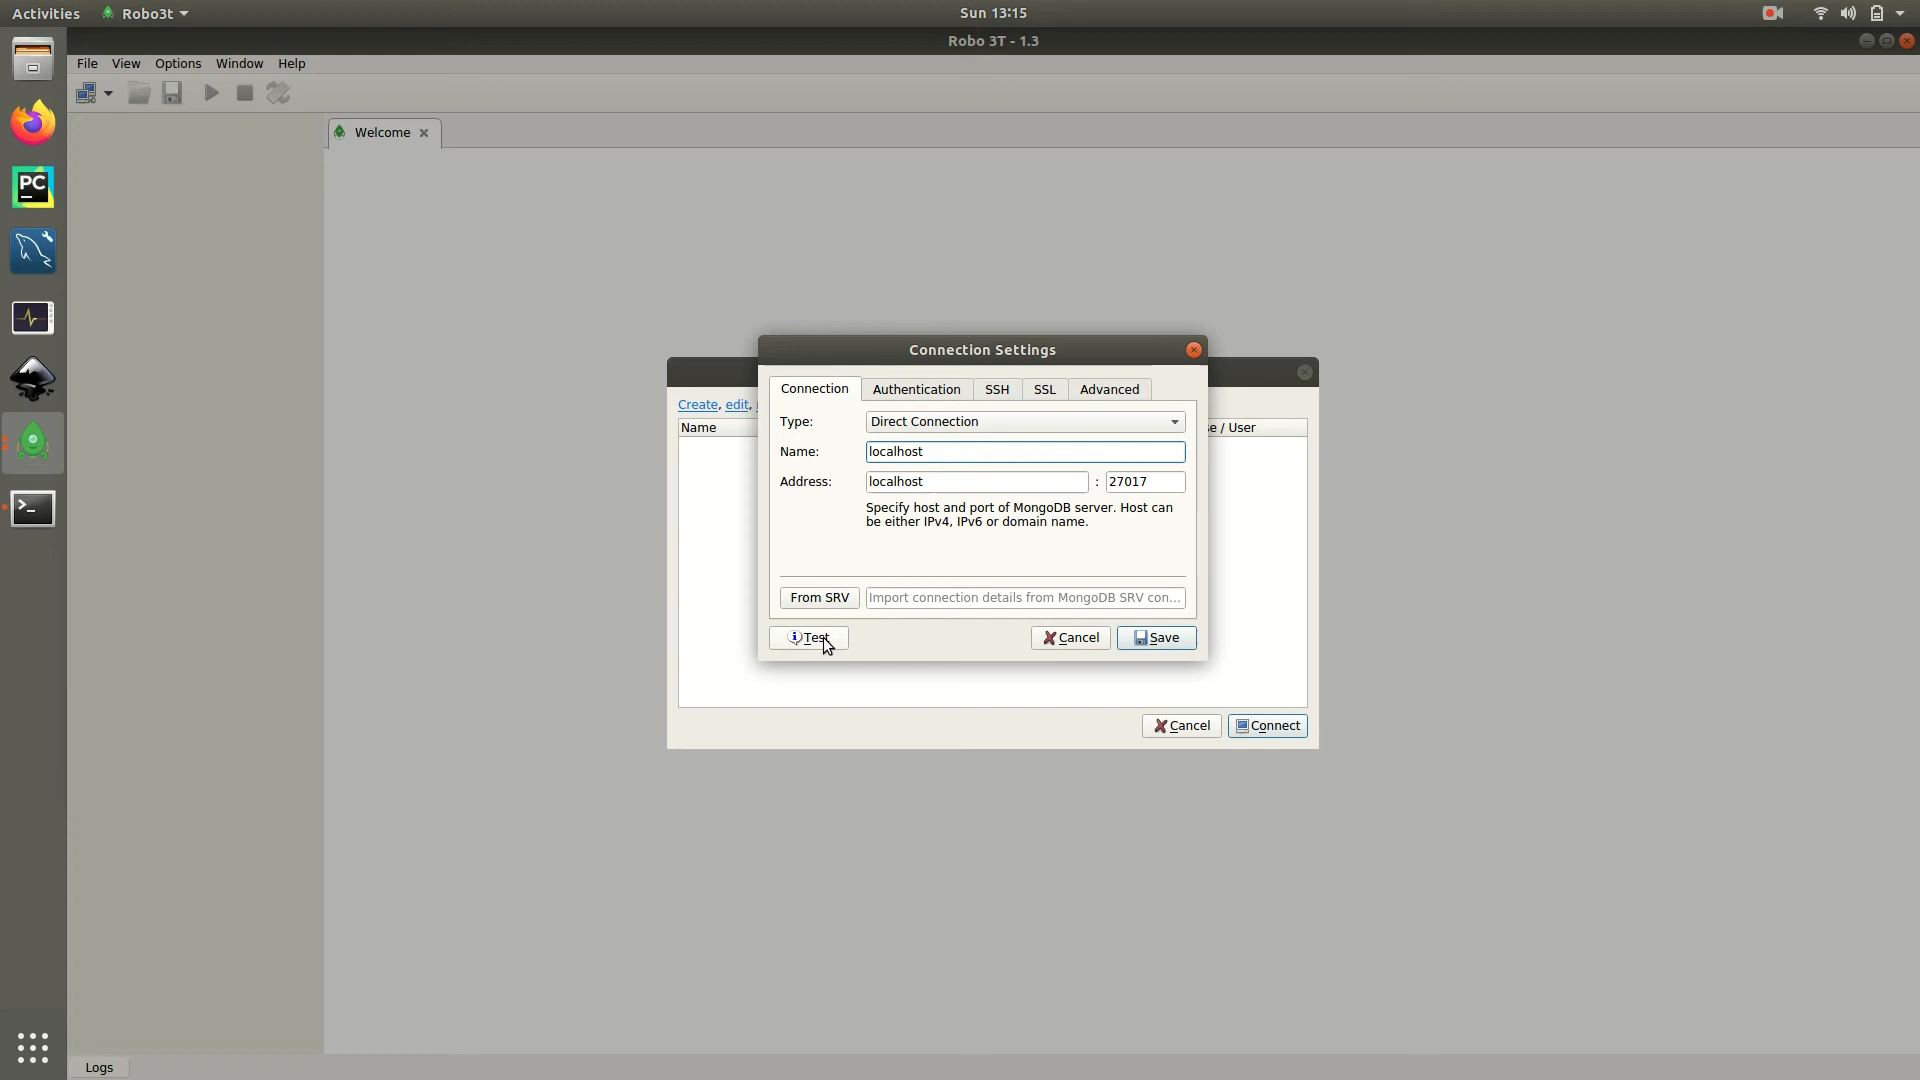 Activities Robo3t Sun 13:15
Robo 3T - 1.3
File View Options Window Help
Welcome
Connection Settings
Connection Authentication SSH SSL Advanced
Create, edit,
Type: Direct Connection
Name e / User
Name: localhost
Address: localhost : 27017
Specify host and port of MongoDB server. Host can
be either IPv4, IPv6 or domain name.
From SRV Import connection details from MongoDB SRV con...
Test Cancel Save
Cancel Connect
Logs
PC